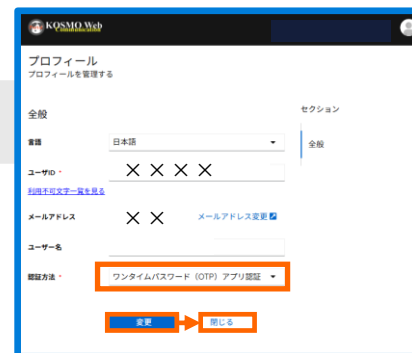 KOSMO Web
Communication
プロフィール
プロフィールを管理する
セクション
全般
全般
言語
日本語
ユーザID *
××××
利用不可文字一覧を見る
メールアドレス
××
メールアドレス変更
ユーザー名
認証方法 *
ワンタイムパスワード（OTP）アプリ認証
変更
閉じる